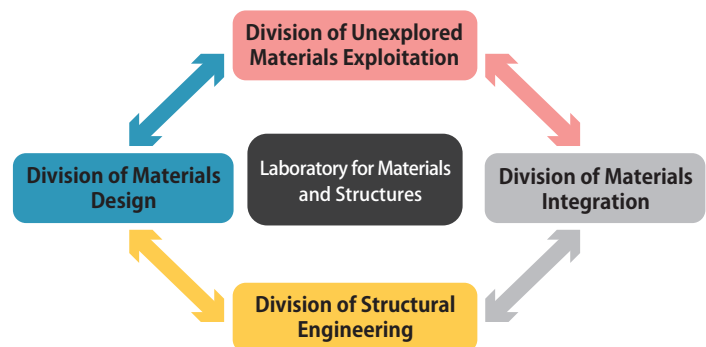 Division of Unexplored
Materials Exploitation
Division of Materials
Design
Laboratory for Materials
and Structures
Division of Materials
Integration
Division of Structural
Engineering